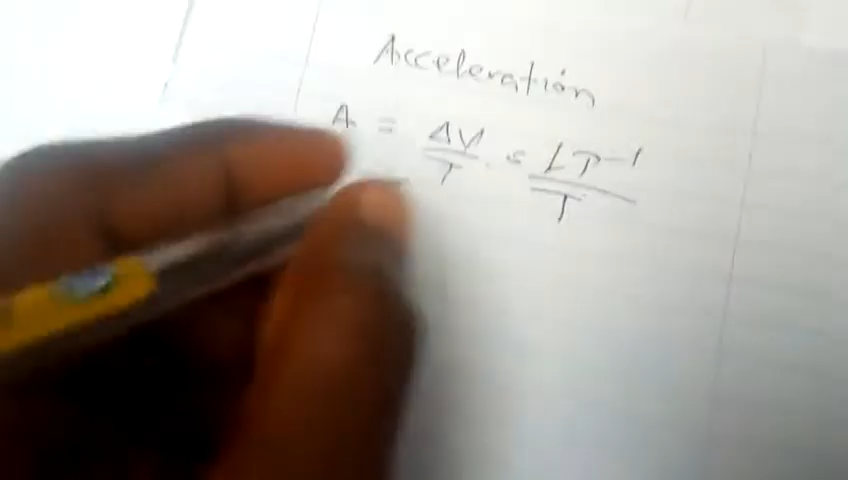 Acceleration
A = ΔV/T = LT⁻¹/T